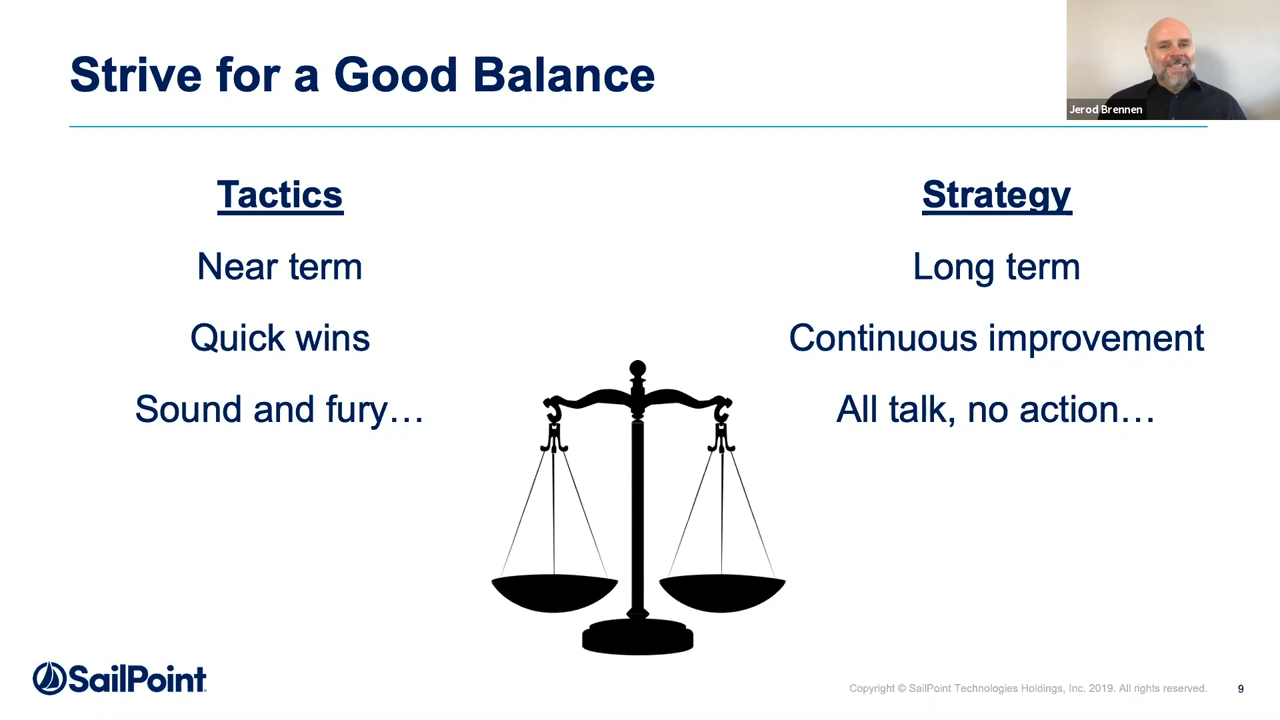 Strive for a Good Balance
Jerod Brennen
Tactics
Near term
Quick wins
Sound and fury…
Strategy
Long term
Continuous improvement
All talk, no action…
SailPoint
Copyright © SailPoint Technologies Holdings, Inc. 2019. All rights reserved.
9